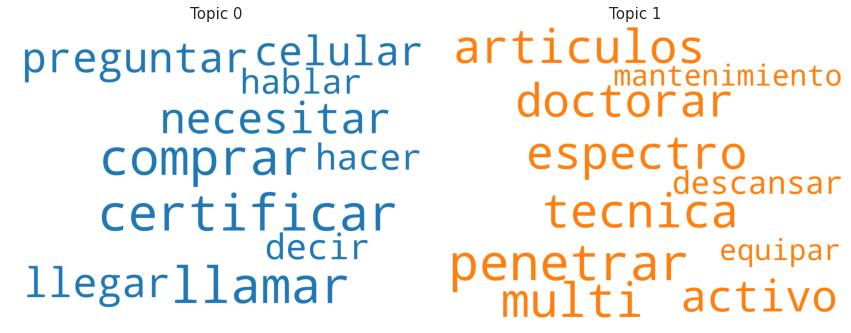 Topic 0
preguntar celular
hablar
necesitar
comprar hacer
certificar
decir
llegar llamar
Topic 1
articulos
mantenimiento
doctorar
espectro
descansar
tecnica
equipar
penetrar
multi activo